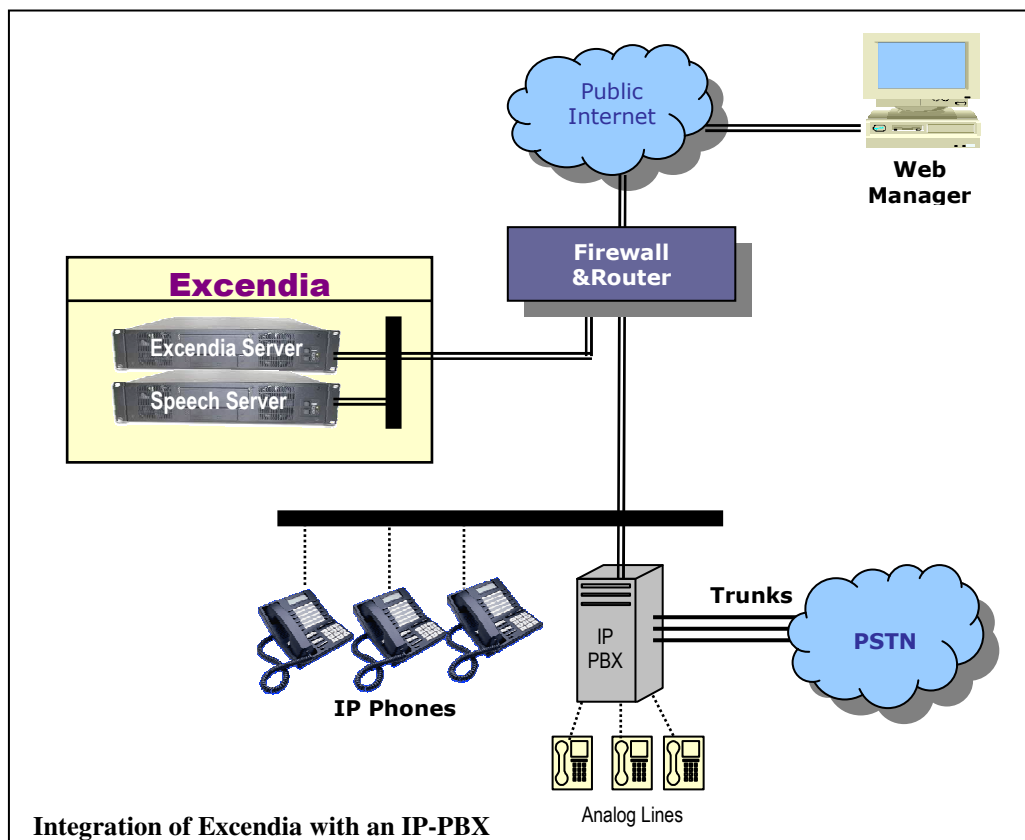 Public
Internet
Web
Manager
Firewall
&Router
Excendia
Excendia Server
Speech Server
Trunks
IP
PBX
PSTN
IP Phones
Analog Lines
Integration of Excendia with an IP-PBX